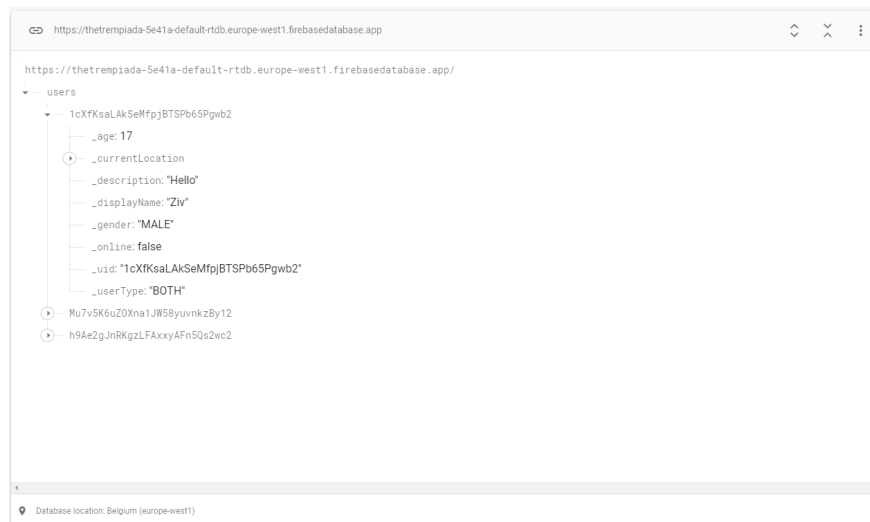 https://thetrempiada-5e41a-default-rtdb.europe-west1.firebasedatabase.app
https://thetrempiada-5e41a-default-rtdb.europe-west1.firebasedatabase.app/
users
1cXfKsaLAkSeMfpjBTSPb65Pgwb2
_age: 17
_currentLocation
_description: "Hello"
_displayName: "Ziv"
_gender: "MALE"
_online: false
_uid: "1cXfKsaLAkSeMfpjBTSPb65Pgwb2"
_userType: "BOTH"
Mu7v5K6uZOXna1JW58yuvnkzBy12
h9Ae2gJnRKgzLFAxxyAFn5Qs2wc2
Database location: Belgium (europe-west1)